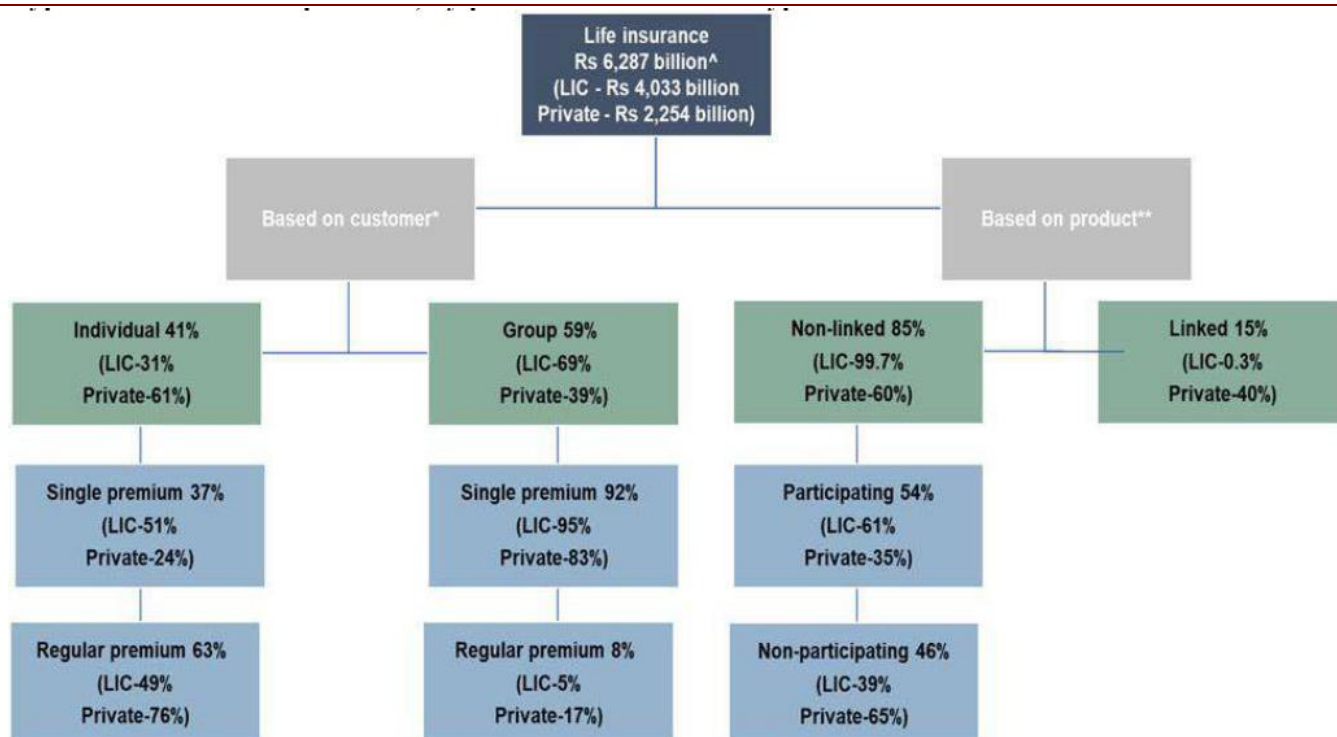 Life insurance
Rs 6,287 billion^
(LIC - Rs 4,033 billion
Private - Rs 2,254 billion)
Based on customer*
Based on product**
Individual 41%
(LIC-31%
Private-61%)
Group 59%
(LIC-69%
Private-39%)
Non-linked 85%
(LIC-99.7%
Private-60%)
Linked 15%
(LIC-0.3%
Private-40%)
Single premium 37%
(LIC-51%
Private-24%)
Single premium 92%
(LIC-95%
Private-83%)
Participating 54%
(LIC-61%
Private-35%)
Regular premium 63%
(LIC-49%
Private-76%)
Regular premium 8%
(LIC-5%
Private-17%)
Non-participating 46%
(LIC-39%
Private-65%)